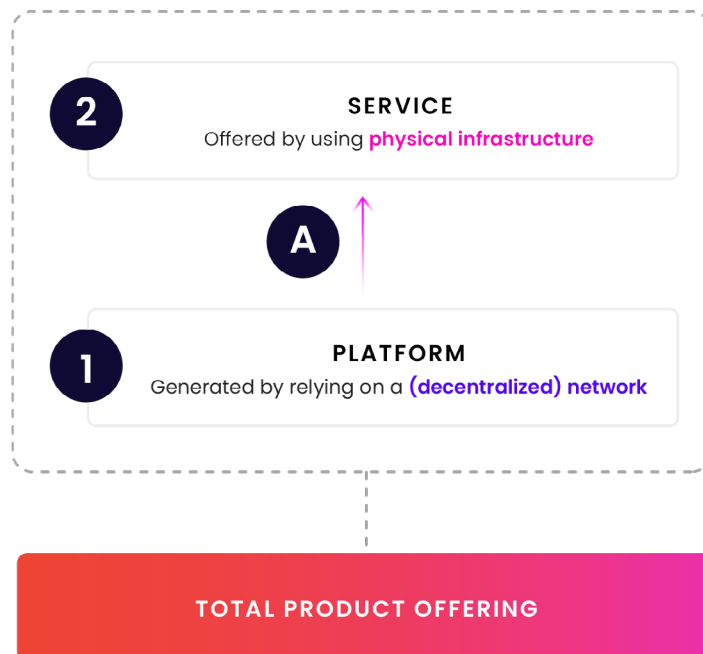 2
SERVICE
Offered by using physical infrastructure
A
1
PLATFORM
Generated by relying on a (decentralized) network
TOTAL PRODUCT OFFERING